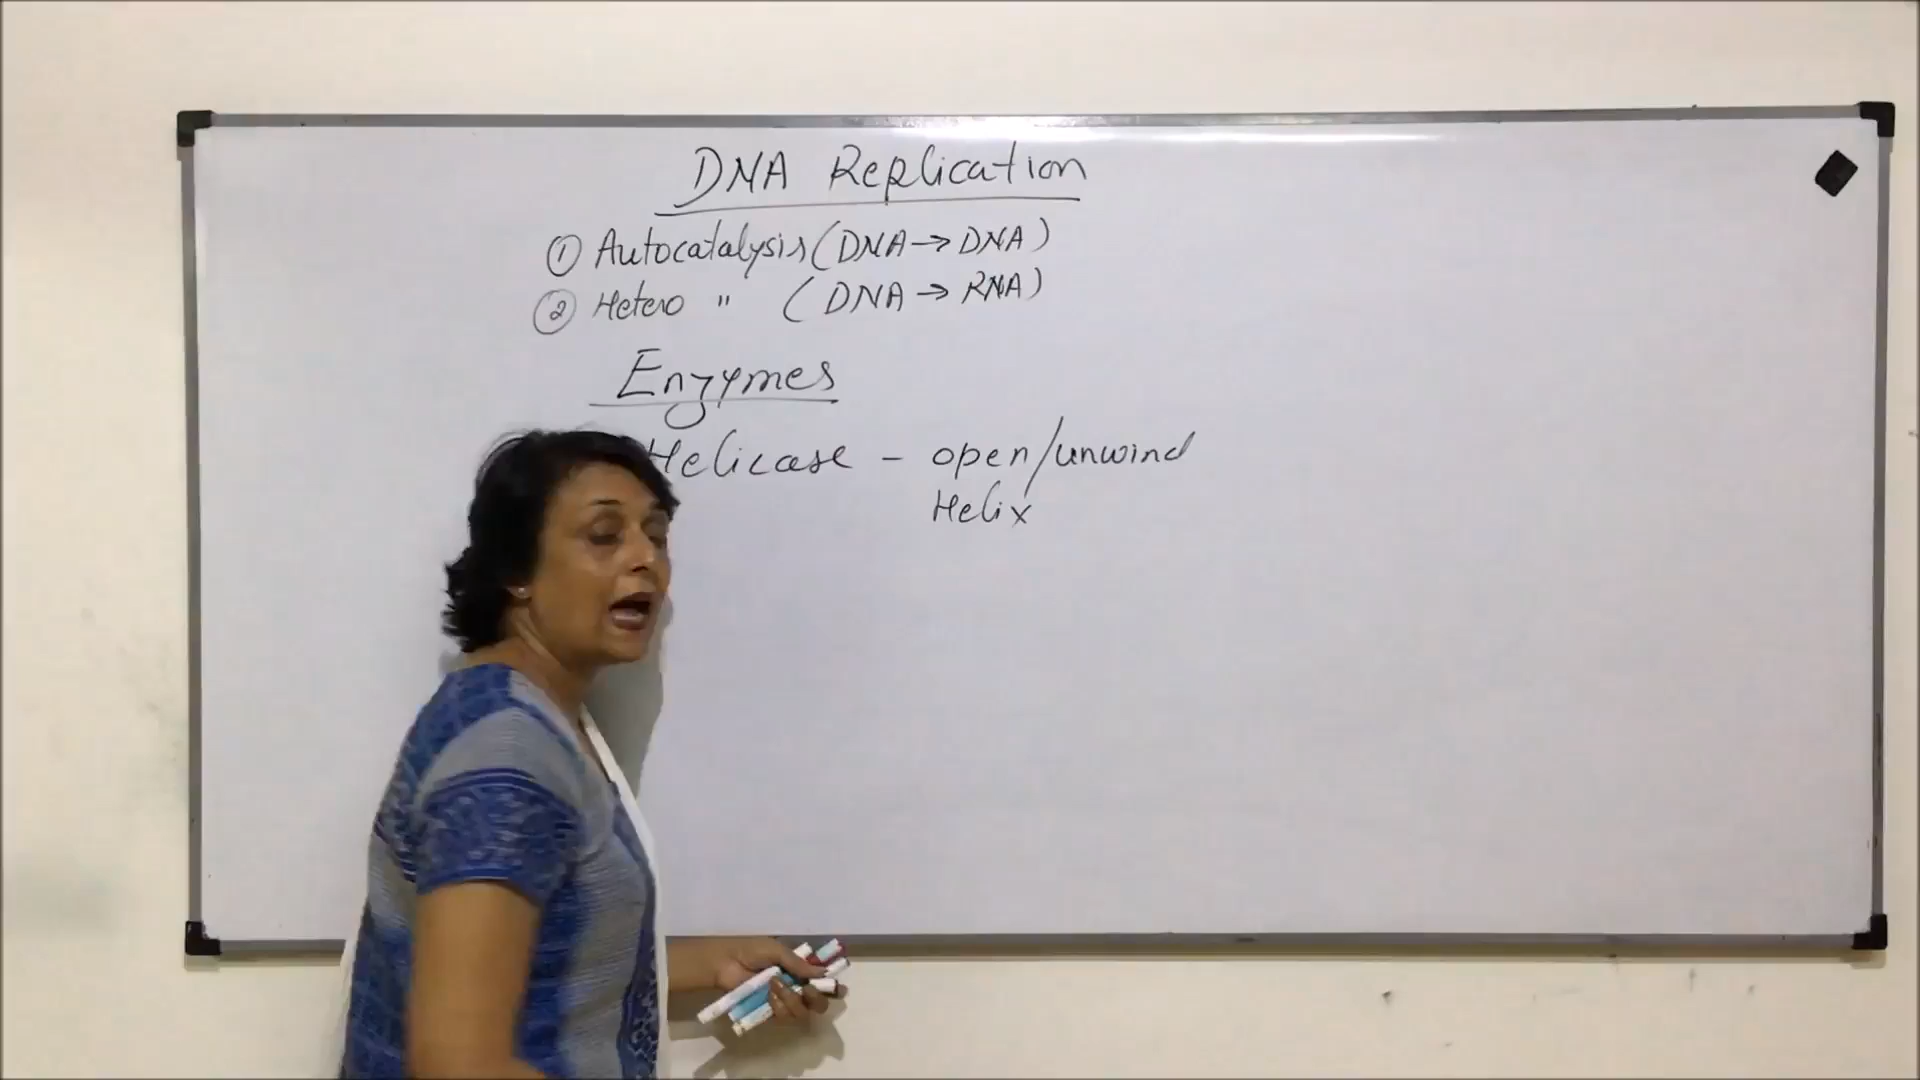 DNA Replication
① Autocatalysis (DNA → DNA)
② Hetero " (DNA → RNA)
Enzymes
Helicase - open/unwind
Helix